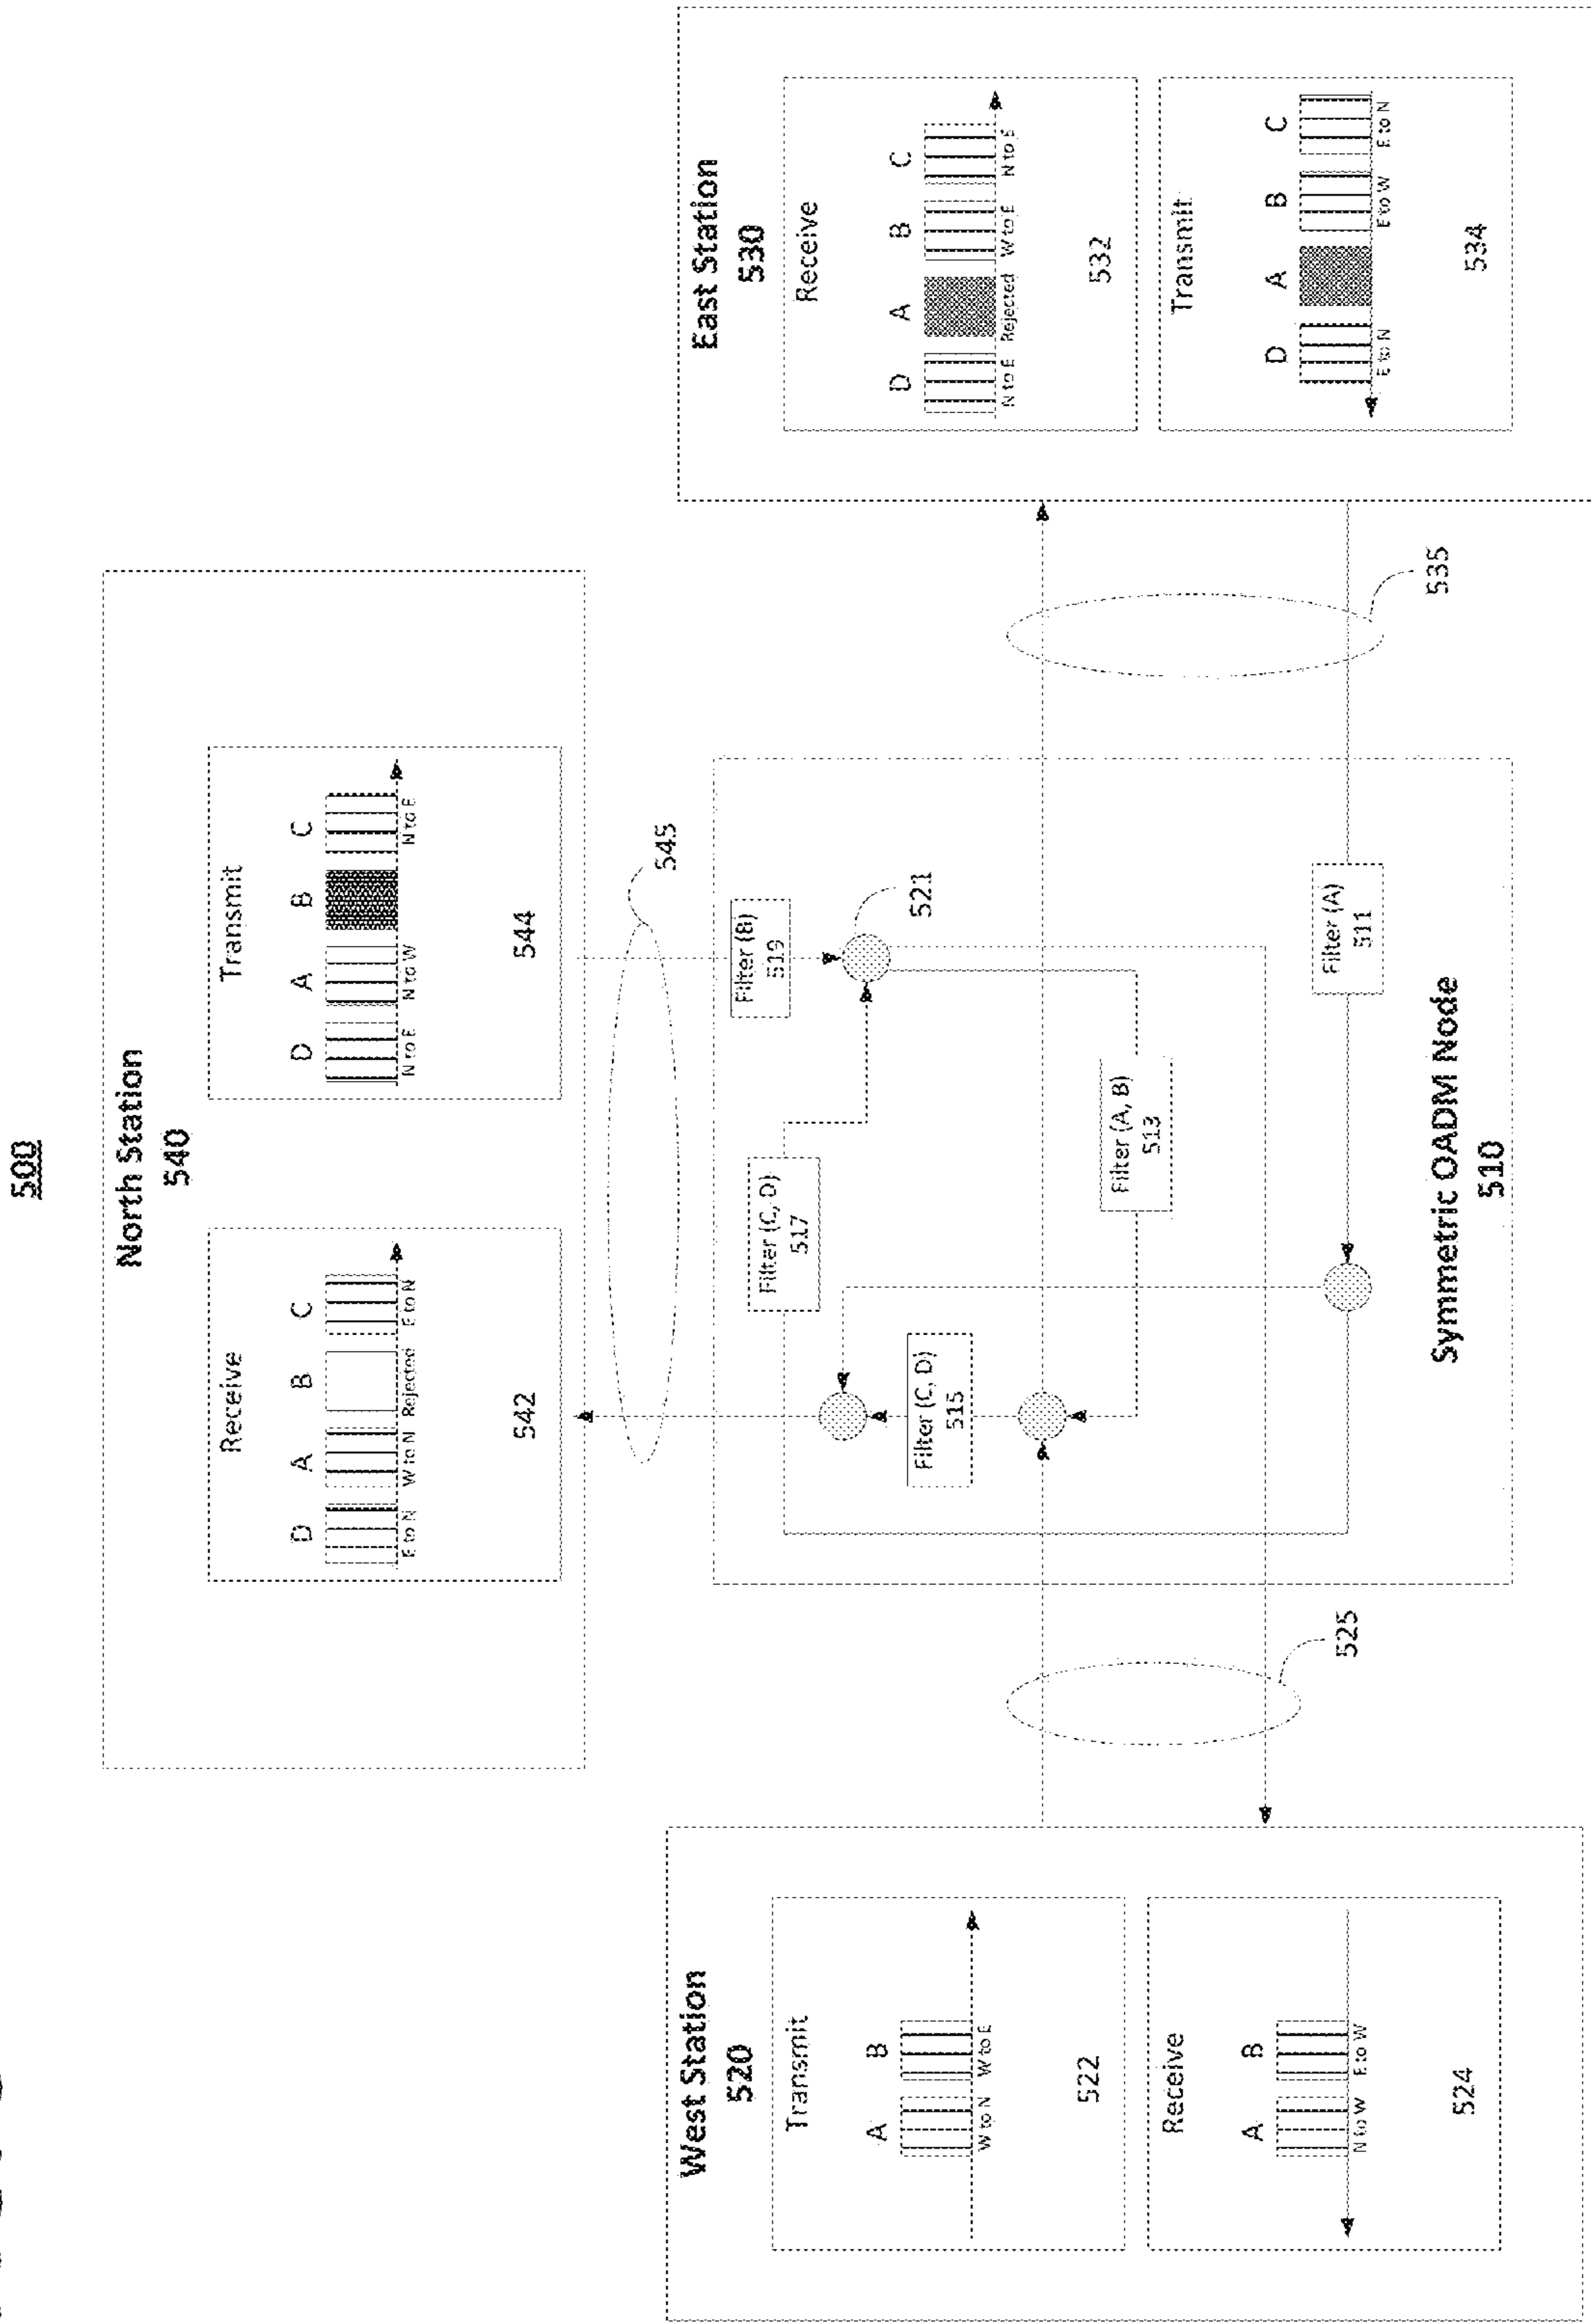 500
North Station
540
Receive
D A B C
E to N W to N Rejected E to N
542
Transmit
D A B C
N to E N to W N to E
544
545
West Station
520
Transmit
A B
W to N W to E
522
Receive
A B
N to W E to W
524
525
Filter (C, D)
517
Filter (B)
519
521
Filter (C, D)
515
Filter (A, B)
513
Filter (A)
511
Symmetric OADM Node
510
535
East Station
530
Receive
D A B C
N to E Rejected W to E N to E
532
Transmit
D A B C
E to N E to W E to N
534